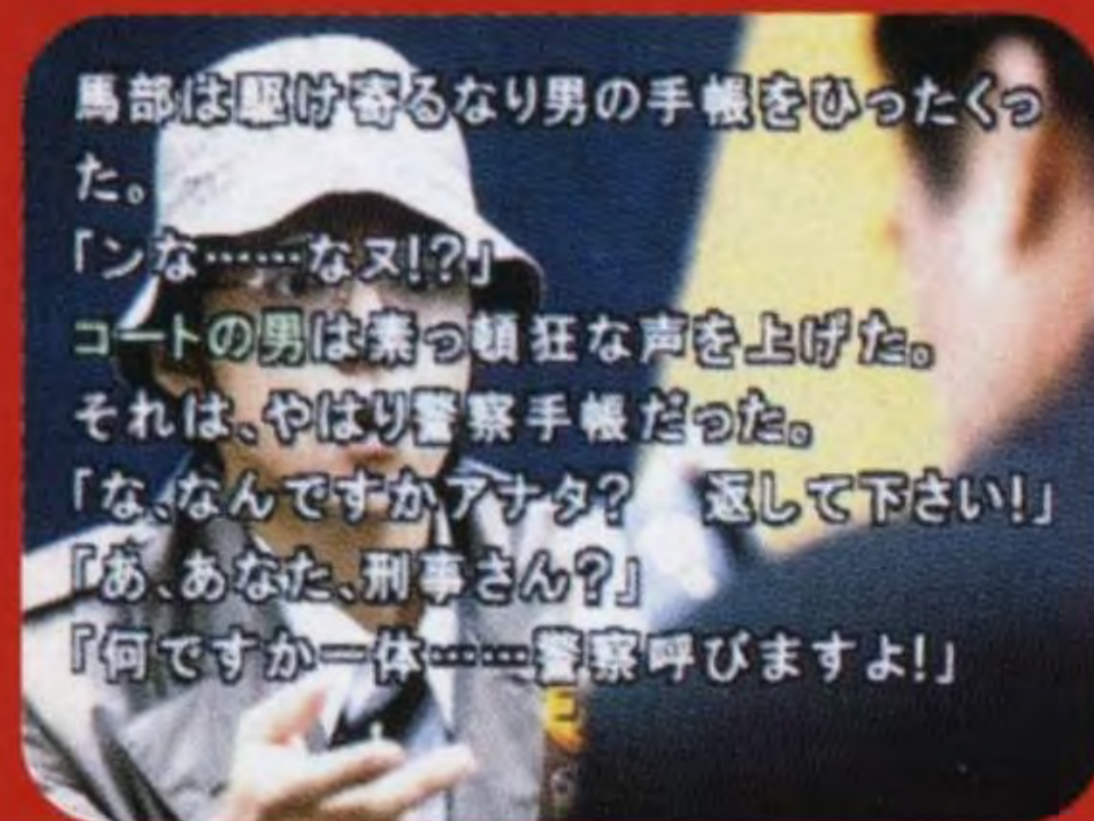 馬部は駆け寄るなり男の手帳をひったくっ
た。
「ンな……なヌ!?」
コートの男は素っ頓狂な声を上げた。
それは、やはり警察手帳だった。
「な、なんですかアナタ?　返して下さい!」
「あ、あなた、刑事さん?」
「何ですか一体……警察呼びますよ!」